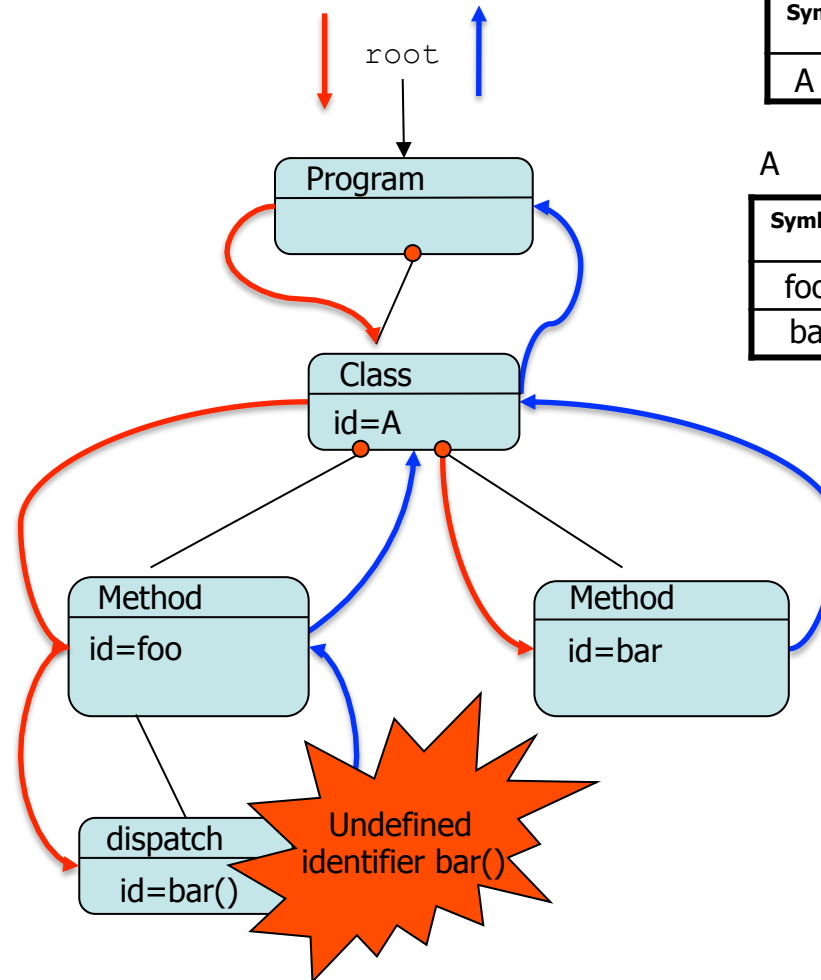 root
A
Program
A
Class
id=A
Method
id=foo
Method
id=bar
dispatch
id=bar()
Undefined
identifier bar()